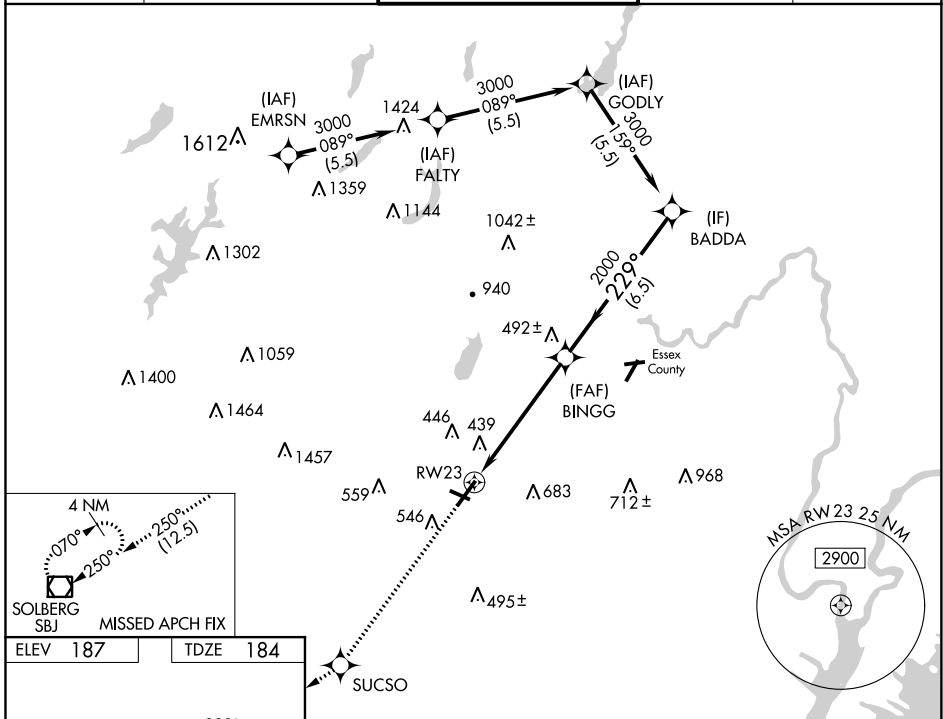 3000
(IAF)
GODLY
(IAF)
EMRSN
3000
089°
(5.5)
1424
089°
(5.5)
1612
(IAF)
FALTY
3000
159°
(5.5)
1359
1144
1042±
(IF)
BADDA
1302
940
2000
229°
(6.5)
492±
Essex
County
1059
1400
(FAF)
BINGG
1464
446
439
1457
RW23
559
683
712±
968
546
4 NM
070°
250°
250°
(12.5)
SOLBERG
SBJ
MISSED APCH FIX
495±
MSA RW 23 25 NM
2900
ELEV 187
TDZE 184
SUCSO